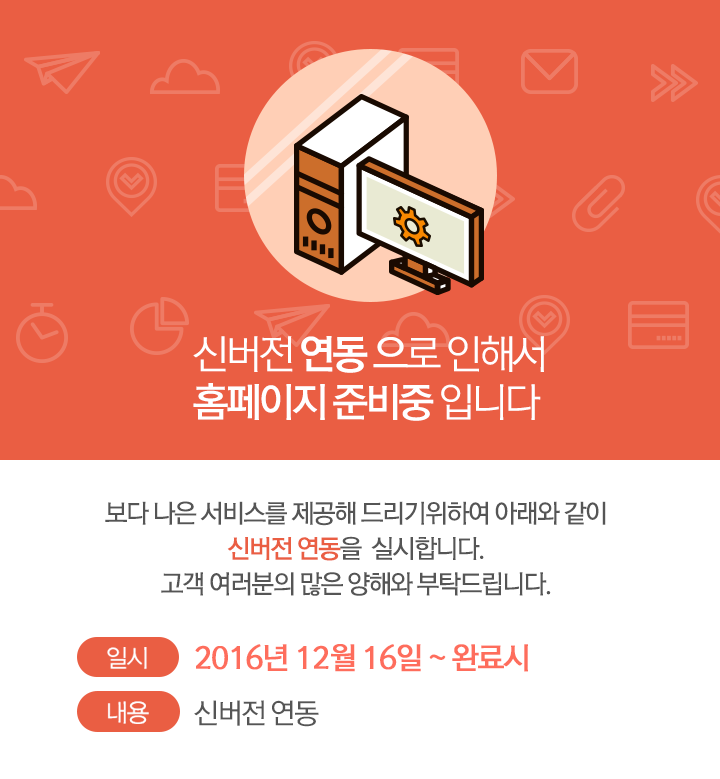 신버전 연동 으로 인해서
홈페이지 준비중 입니다
보다 나은 서비스를 제공해 드리기위하여 아래와 같이
신버전 연동을 실시합니다.
고객 여러분의 많은 양해와 부탁드립니다.
일시 2016년 12월 16일 ~ 완료시
내용 신버전 연동